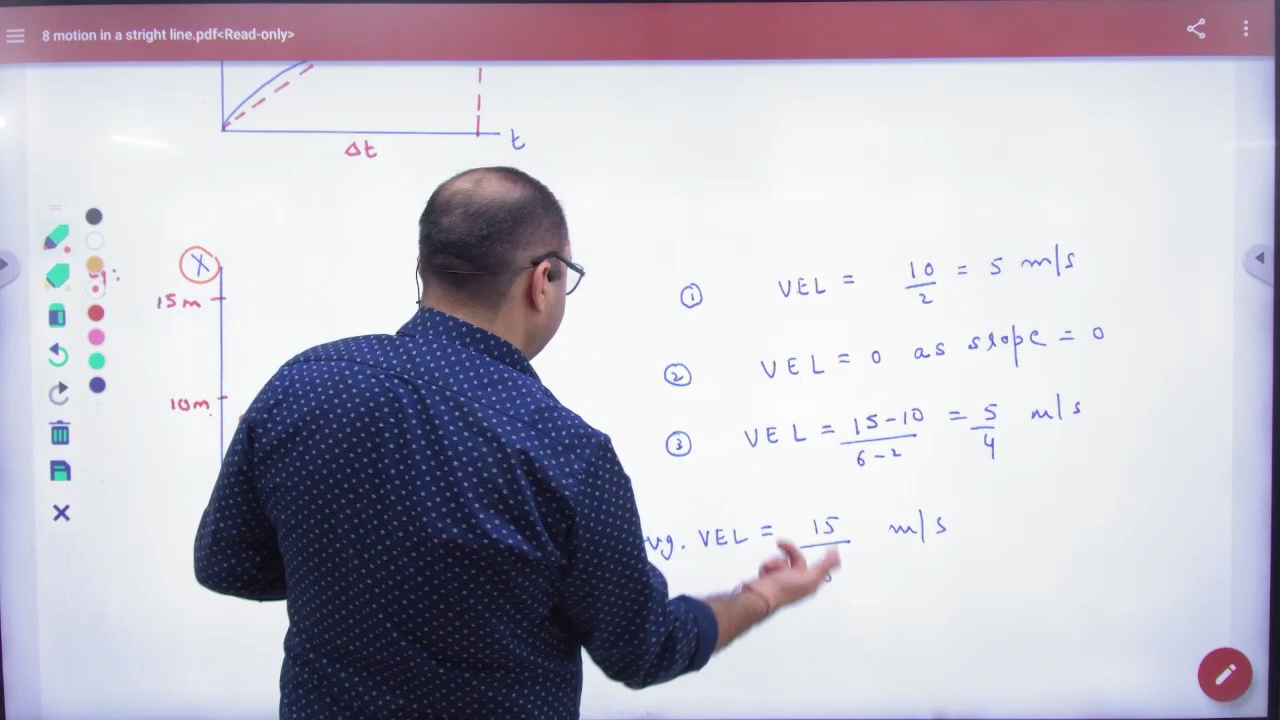 8 motion in a stright line.pdf<Read-only>
t
Δt
X
15m
10m
① VEL = 10/2 = 5 m/s
② VEL = 0 as slope = 0
③ VEL = 15-10/6-2 = 5/4 m/s
vg. VEL = 15 m/s